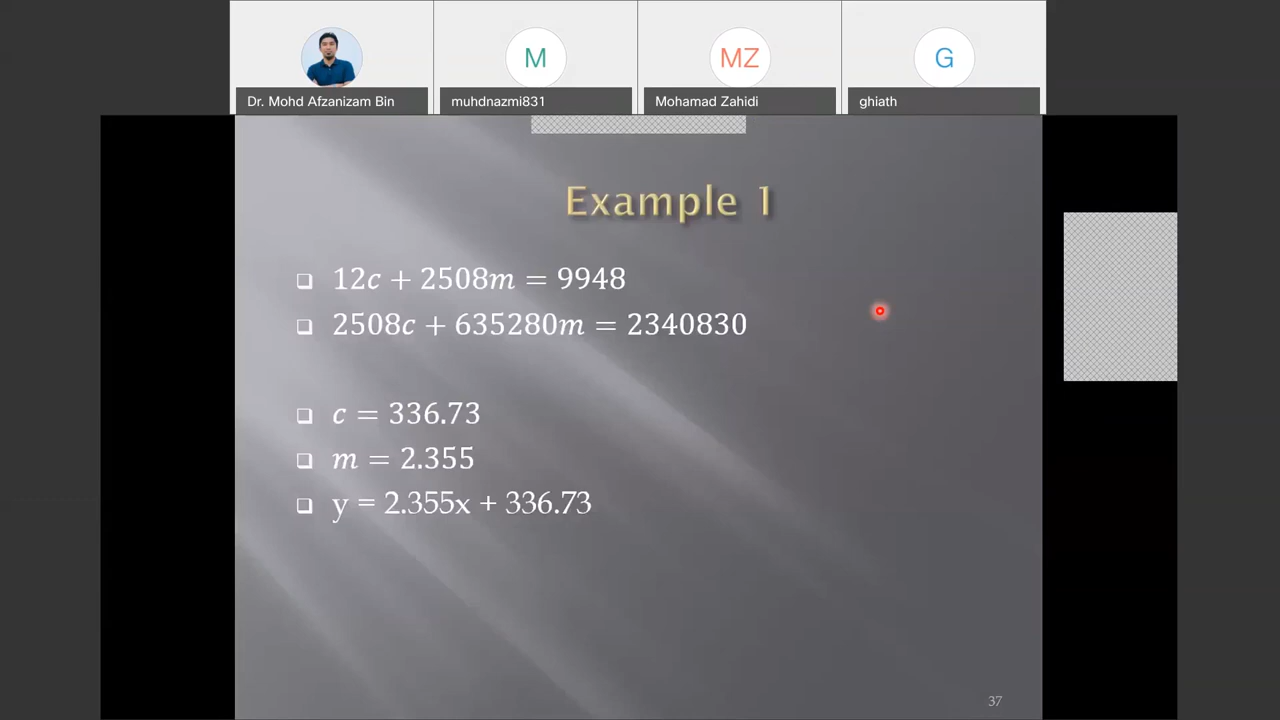 M
MZ
G
Dr. Mohd Afzanizam Bin
muhdnazmi831
Mohamad Zahidi
ghiath
Example 1
❑ 12c + 2508m = 9948
❑ 2508c + 635280m = 2340830
❑ c = 336.73
❑ m = 2.355
❑ y = 2.355x + 336.73
37